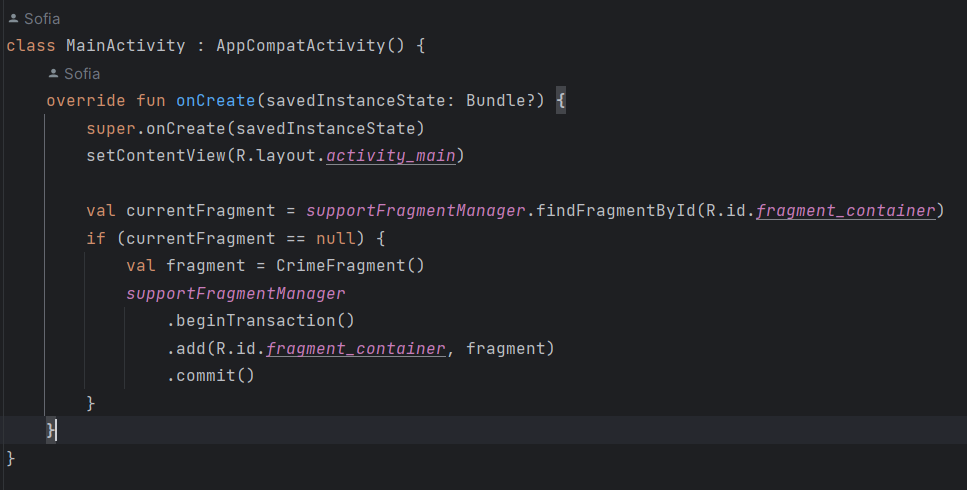 Sofia
class MainActivity : AppCompatActivity() {
Sofia
override fun onCreate(savedInstanceState: Bundle?) {
super.onCreate(savedInstanceState)
setContentView(R.layout.activity_main)
val currentFragment = supportFragmentManager.findFragmentById(R.id.fragment_container)
if (currentFragment == null) {
val fragment = CrimeFragment()
supportFragmentManager
.beginTransaction()
.add(R.id.fragment_container, fragment)
.commit()
}
}
}